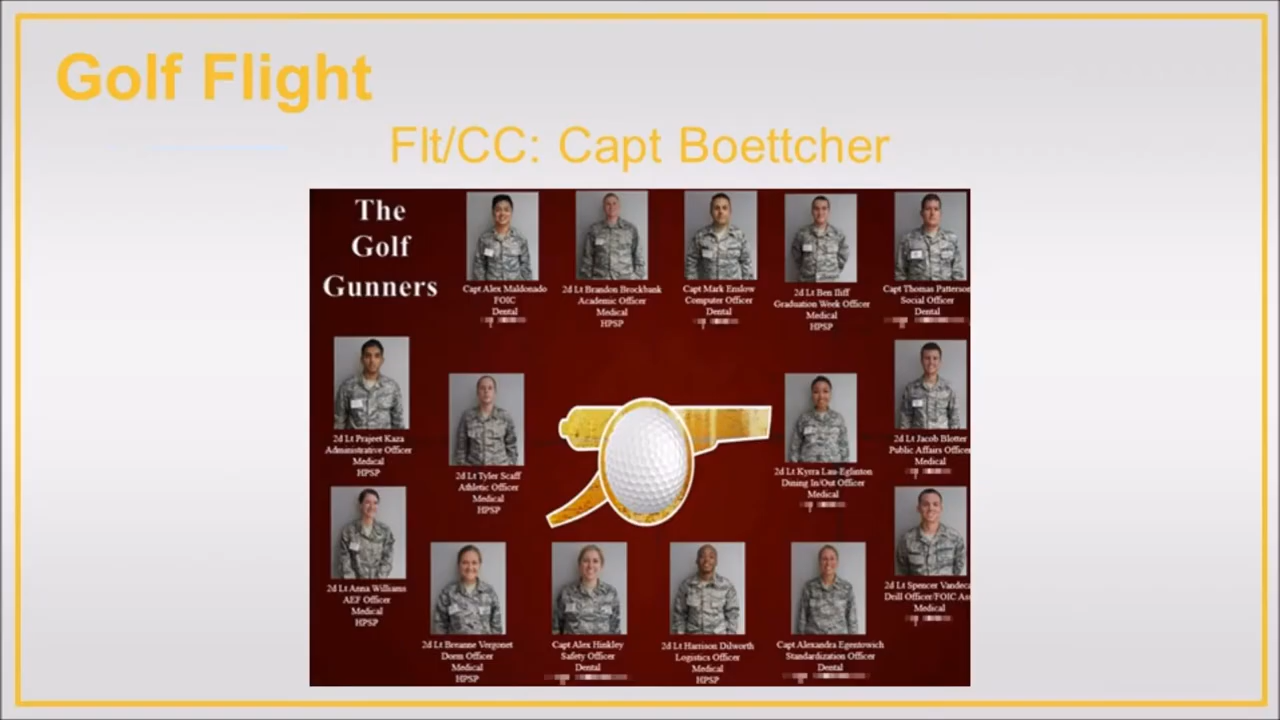 Golf Flight
Flt/CC: Capt Boettcher
The
Golf
Gunners
Capt Alex Maldonado
FOIC
Dental
2d Lt Brandon Brockbank
Academic Officer
Medical
HPSP
Capt Mark Enslow
Computer Officer
Dental
2d Lt Ben Iliff
Graduation Week Officer
Medical
HPSP
Capt Thomas Patterson
Social Officer
Dental
2d Lt Prajeet Kaza
Administrative Officer
Medical
HPSP
2d Lt Tyler Scaff
Athletic Officer
Medical
HPSP
2d Lt Kyrra Lau-Eglinton
Dining In/Out Officer
Medical
2d Lt Jacob Blotter
Public Affairs Officer
Medical
2d Lt Anna Williams
AEF Officer
Medical
HPSP
2d Lt Spencer Vandeca
Drill Officer/FOIC As
Medical
2d Lt Breanne Vergonet
Dorm Officer
Medical
HPSP
Capt Alex Hinkley
Safety Officer
Dental
2d Lt Harrison Dilworth
Logistics Officer
Medical
HPSP
Capt Alexandra Egentowich
Standardization Officer
Dental